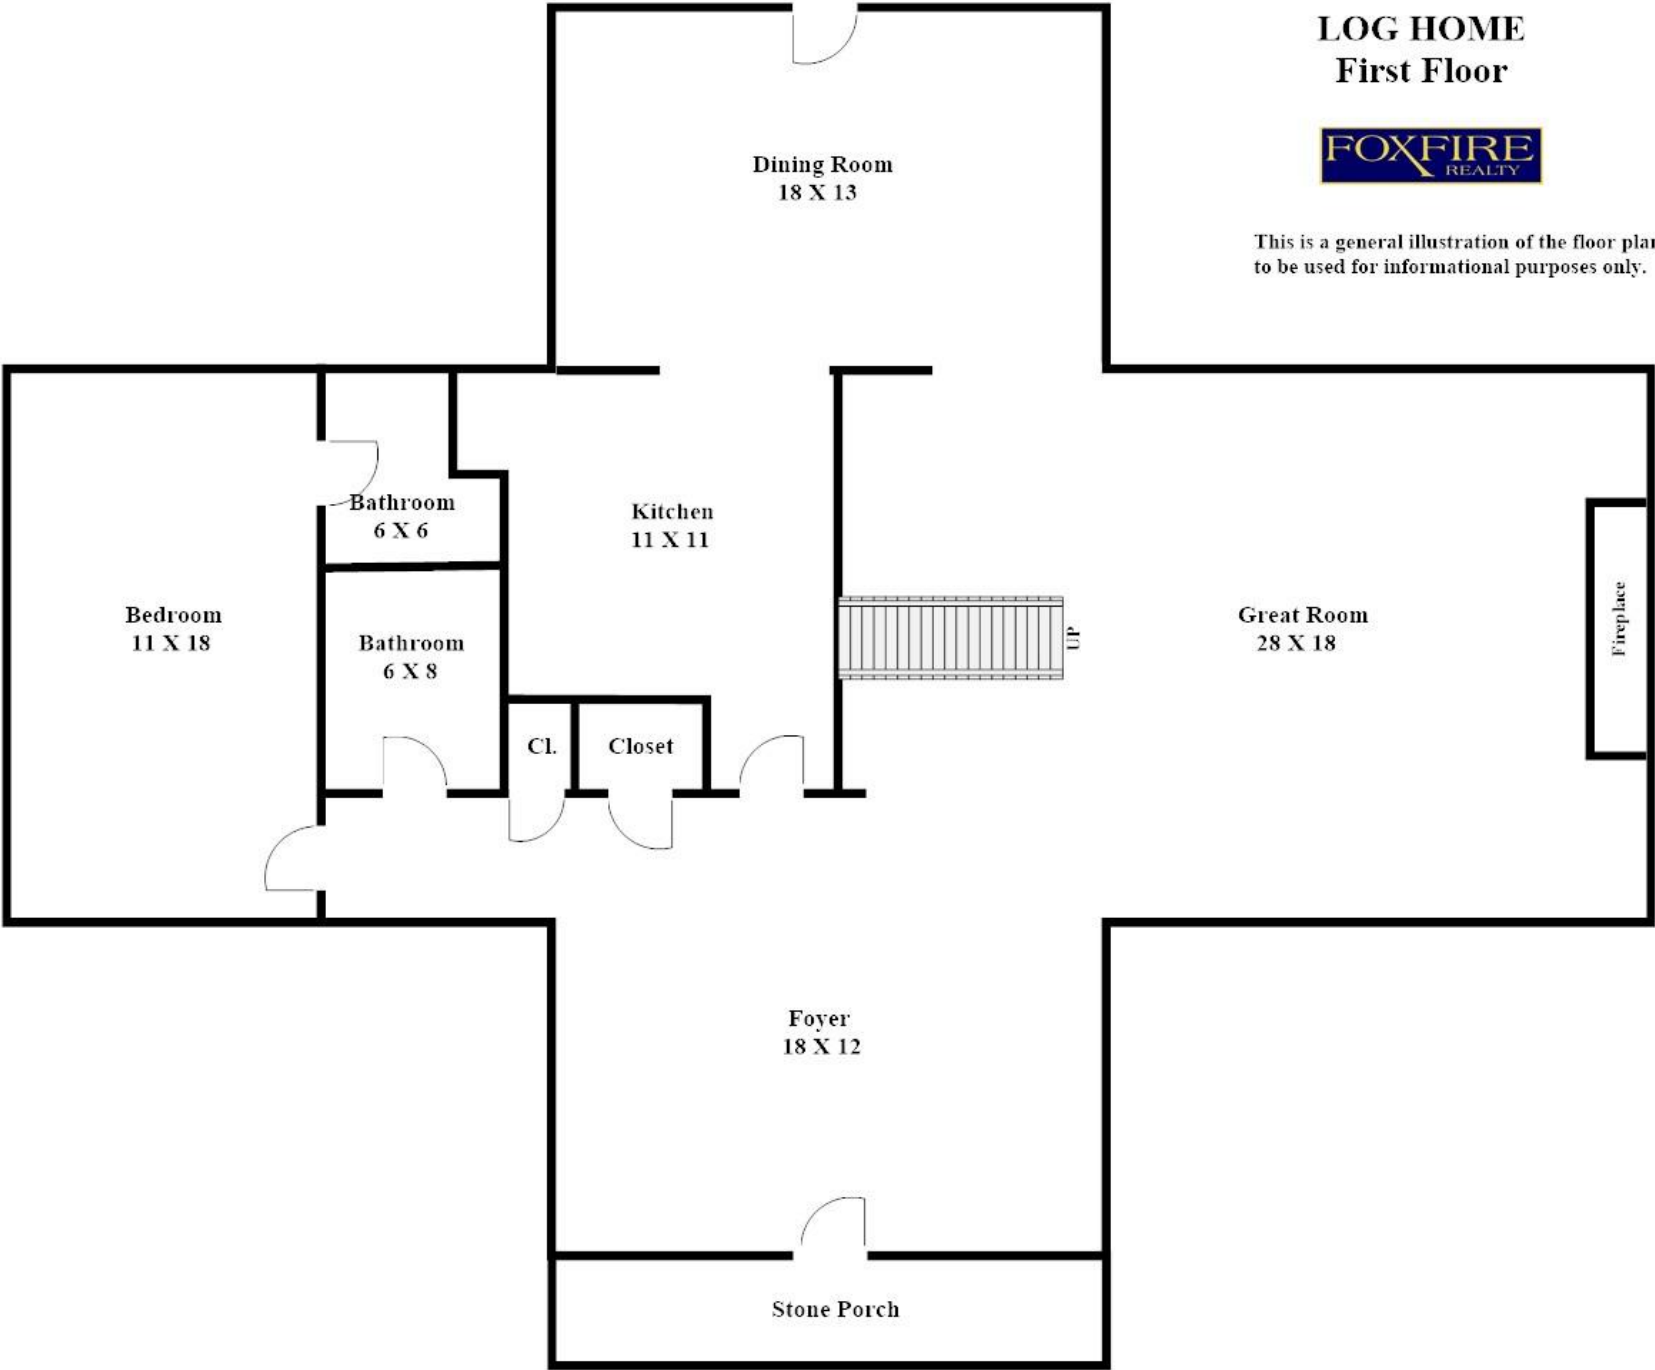 LOG HOME
First Floor
FOXFIRE
REALTY
This is a general illustration of the floor plan
to be used for informational purposes only.
Dining Room
18 X 13
Bathroom
6 X 6
Kitchen
11 X 11
Bedroom
11 X 18
Bathroom
6 X 8
UP
Great Room
28 X 18
Fireplace
Cl.
Closet
Foyer
18 X 12
Stone Porch